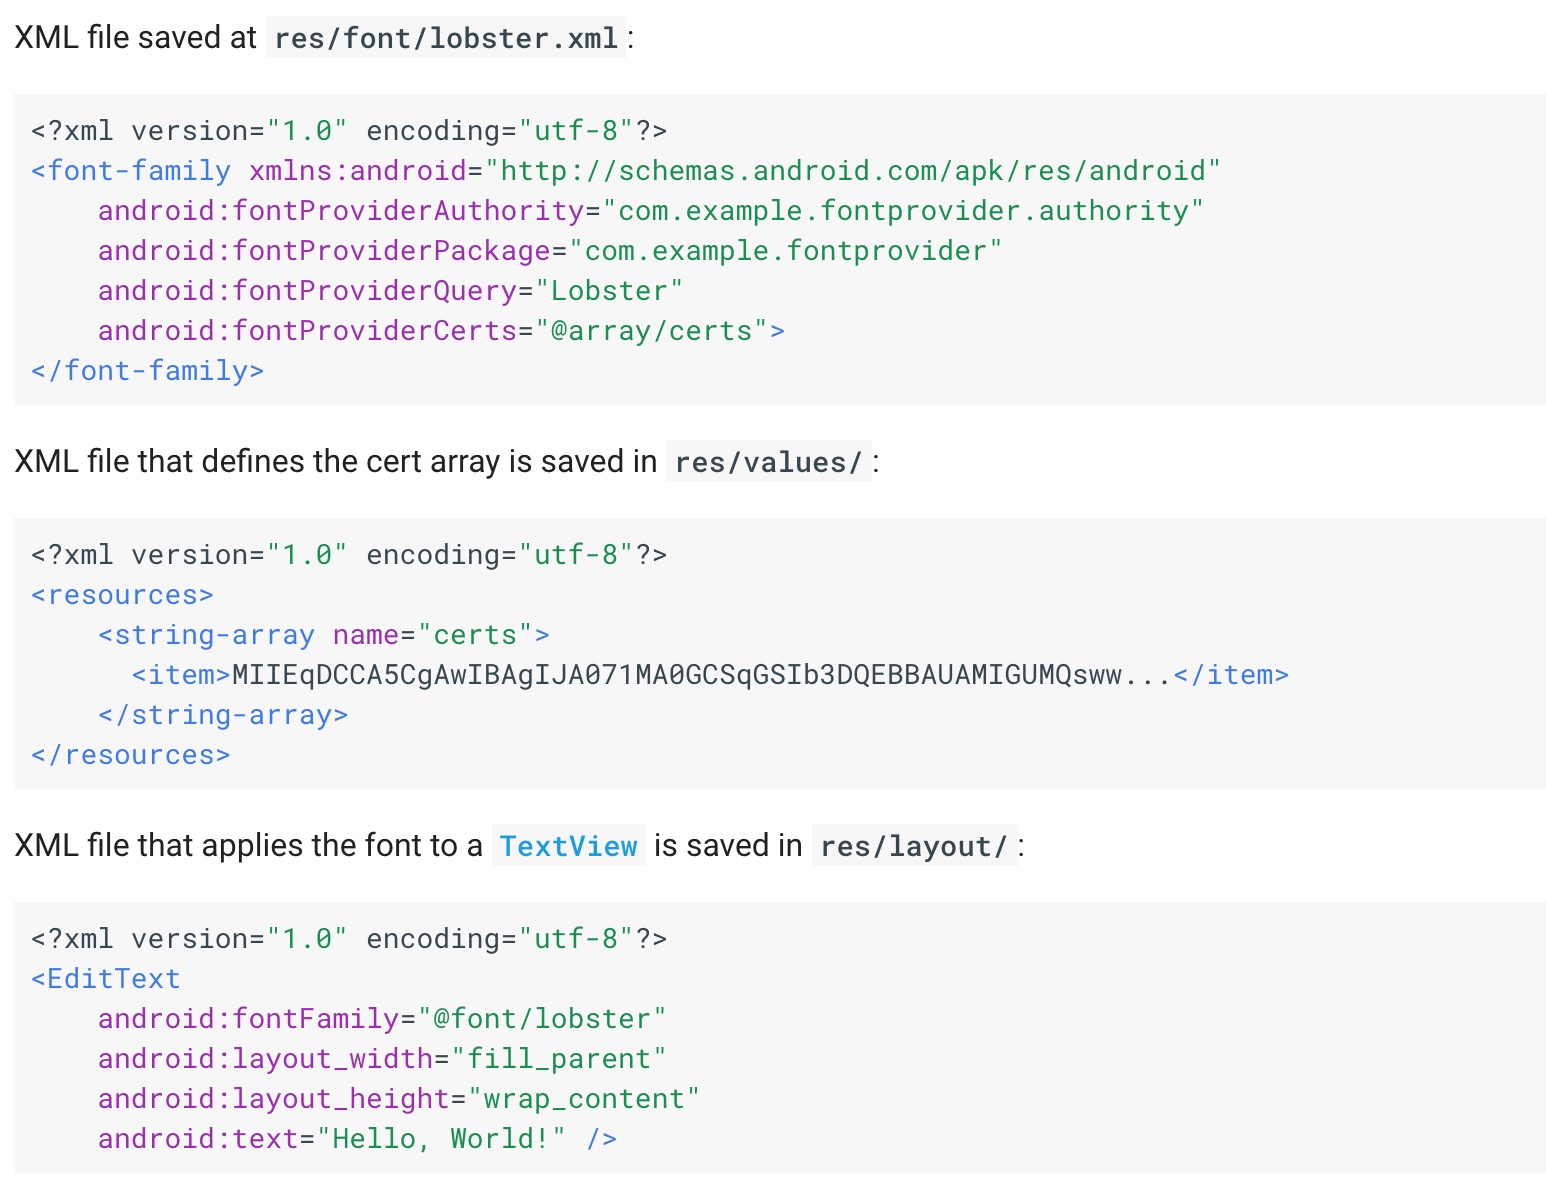 XML file saved at res/font/lobster.xml:
<?xml version="1.0" encoding="utf-8"?>
<font-family xmlns:android="http://schemas.android.com/apk/res/android"
    android:fontProviderAuthority="com.example.fontprovider.authority"
    android:fontProviderPackage="com.example.fontprovider"
    android:fontProviderQuery="Lobster"
    android:fontProviderCerts="@array/certs">
</font-family>
XML file that defines the cert array is saved in res/values/:
<?xml version="1.0" encoding="utf-8"?>
<resources>
    <string-array name="certs">
      <item>MIIEqDCCA5CgAwIBAgIJA071MA0GCSqGSIb3DQEBBAUAMIGUMQsww...</item>
    </string-array>
</resources>
XML file that applies the font to a TextView is saved in res/layout/:
<?xml version="1.0" encoding="utf-8"?>
<EditText
    android:fontFamily="@font/lobster"
    android:layout_width="fill_parent"
    android:layout_height="wrap_content"
    android:text="Hello, World!" />